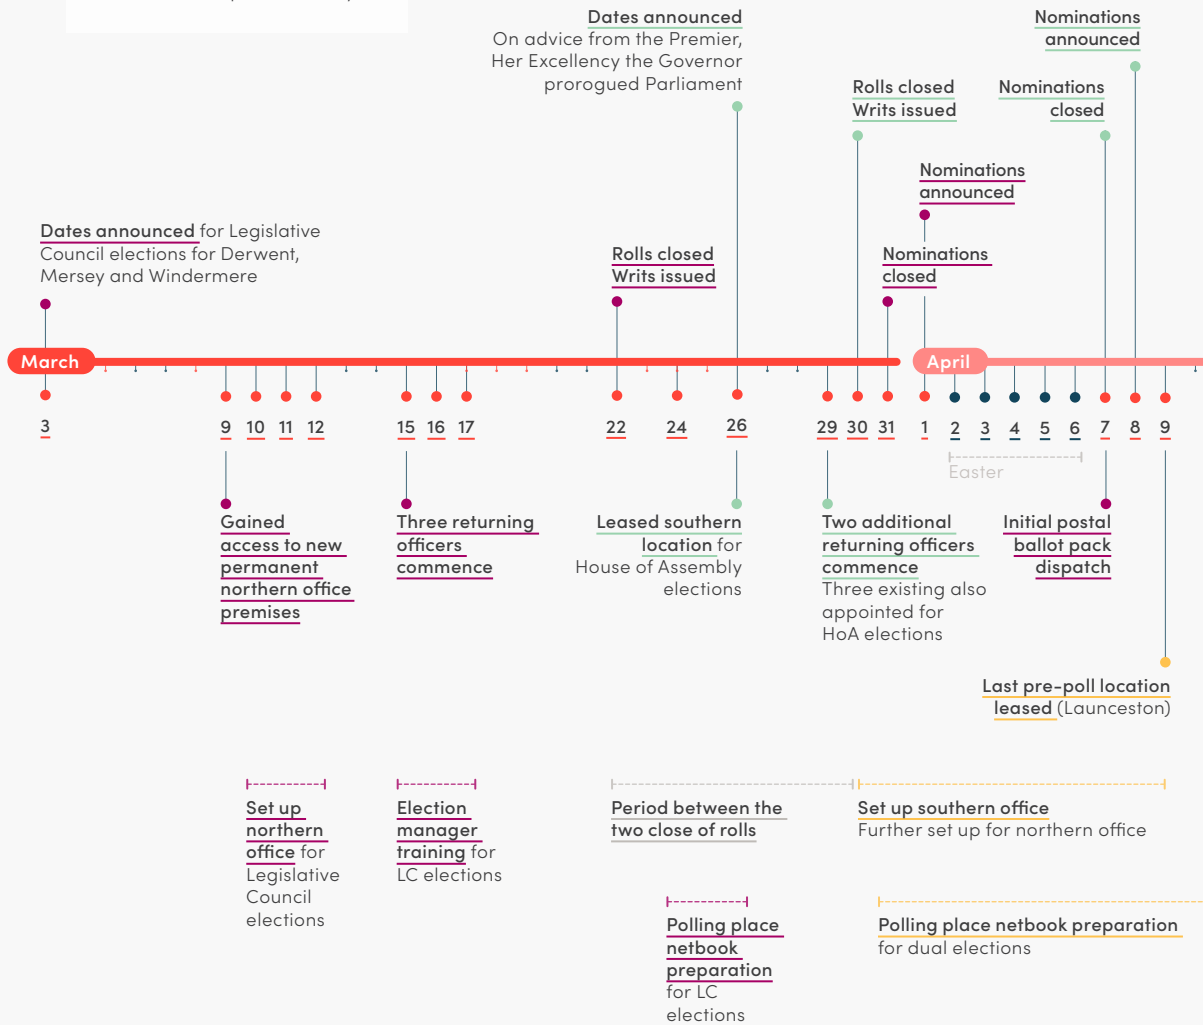 Dates announced
On advice from the Premier,
Her Excellency the Governor
prorogued Parliament
Nominations
announced
Rolls closed
Writs issued
Nominations
closed
Nominations
announced
Dates announced for Legislative
Council elections for Derwent,
Mersey and Windermere
Rolls closed
Writs issued
Nominations
closed
March
April
3
9
10
11
12
15
16
17
22
24
26
29
30
31
1
2
3
4
5
6
7
8
9
Easter
Gained
access to new
permanent
northern office
premises
Three returning
officers
commence
Leased southern
location for
House of Assembly
elections
Two additional
returning officers
commence
Three existing also
appointed for
HoA elections
Initial postal
ballot pack
dispatch
Last pre-poll location
leased (Launceston)
Set up
northern
office for
Legislative
Council
elections
Election
manager
training for
LC elections
Period between the
two close of rolls
Set up southern office
Further set up for northern office
Polling place
netbook
preparation
for LC
elections
Polling place netbook preparation
for dual elections